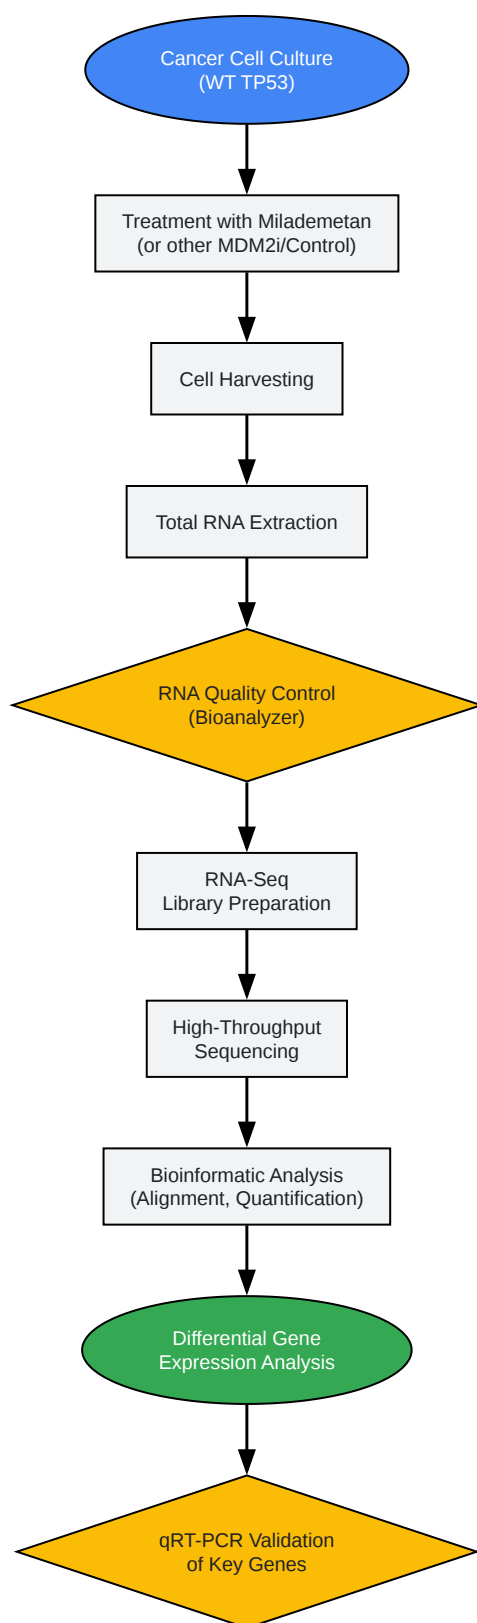 Cancer Cell Culture
(WT TP53)
Treatment with Milademetan
(or other MDM2i/Control)
Cell Harvesting
Total RNA Extraction
RNA Quality Control
(Bioanalyzer)
RNA-Seq
Library Preparation
High-Throughput
Sequencing
Bioinformatic Analysis
(Alignment, Quantification)
Differential Gene
Expression Analysis
qRT-PCR Validation
of Key Genes